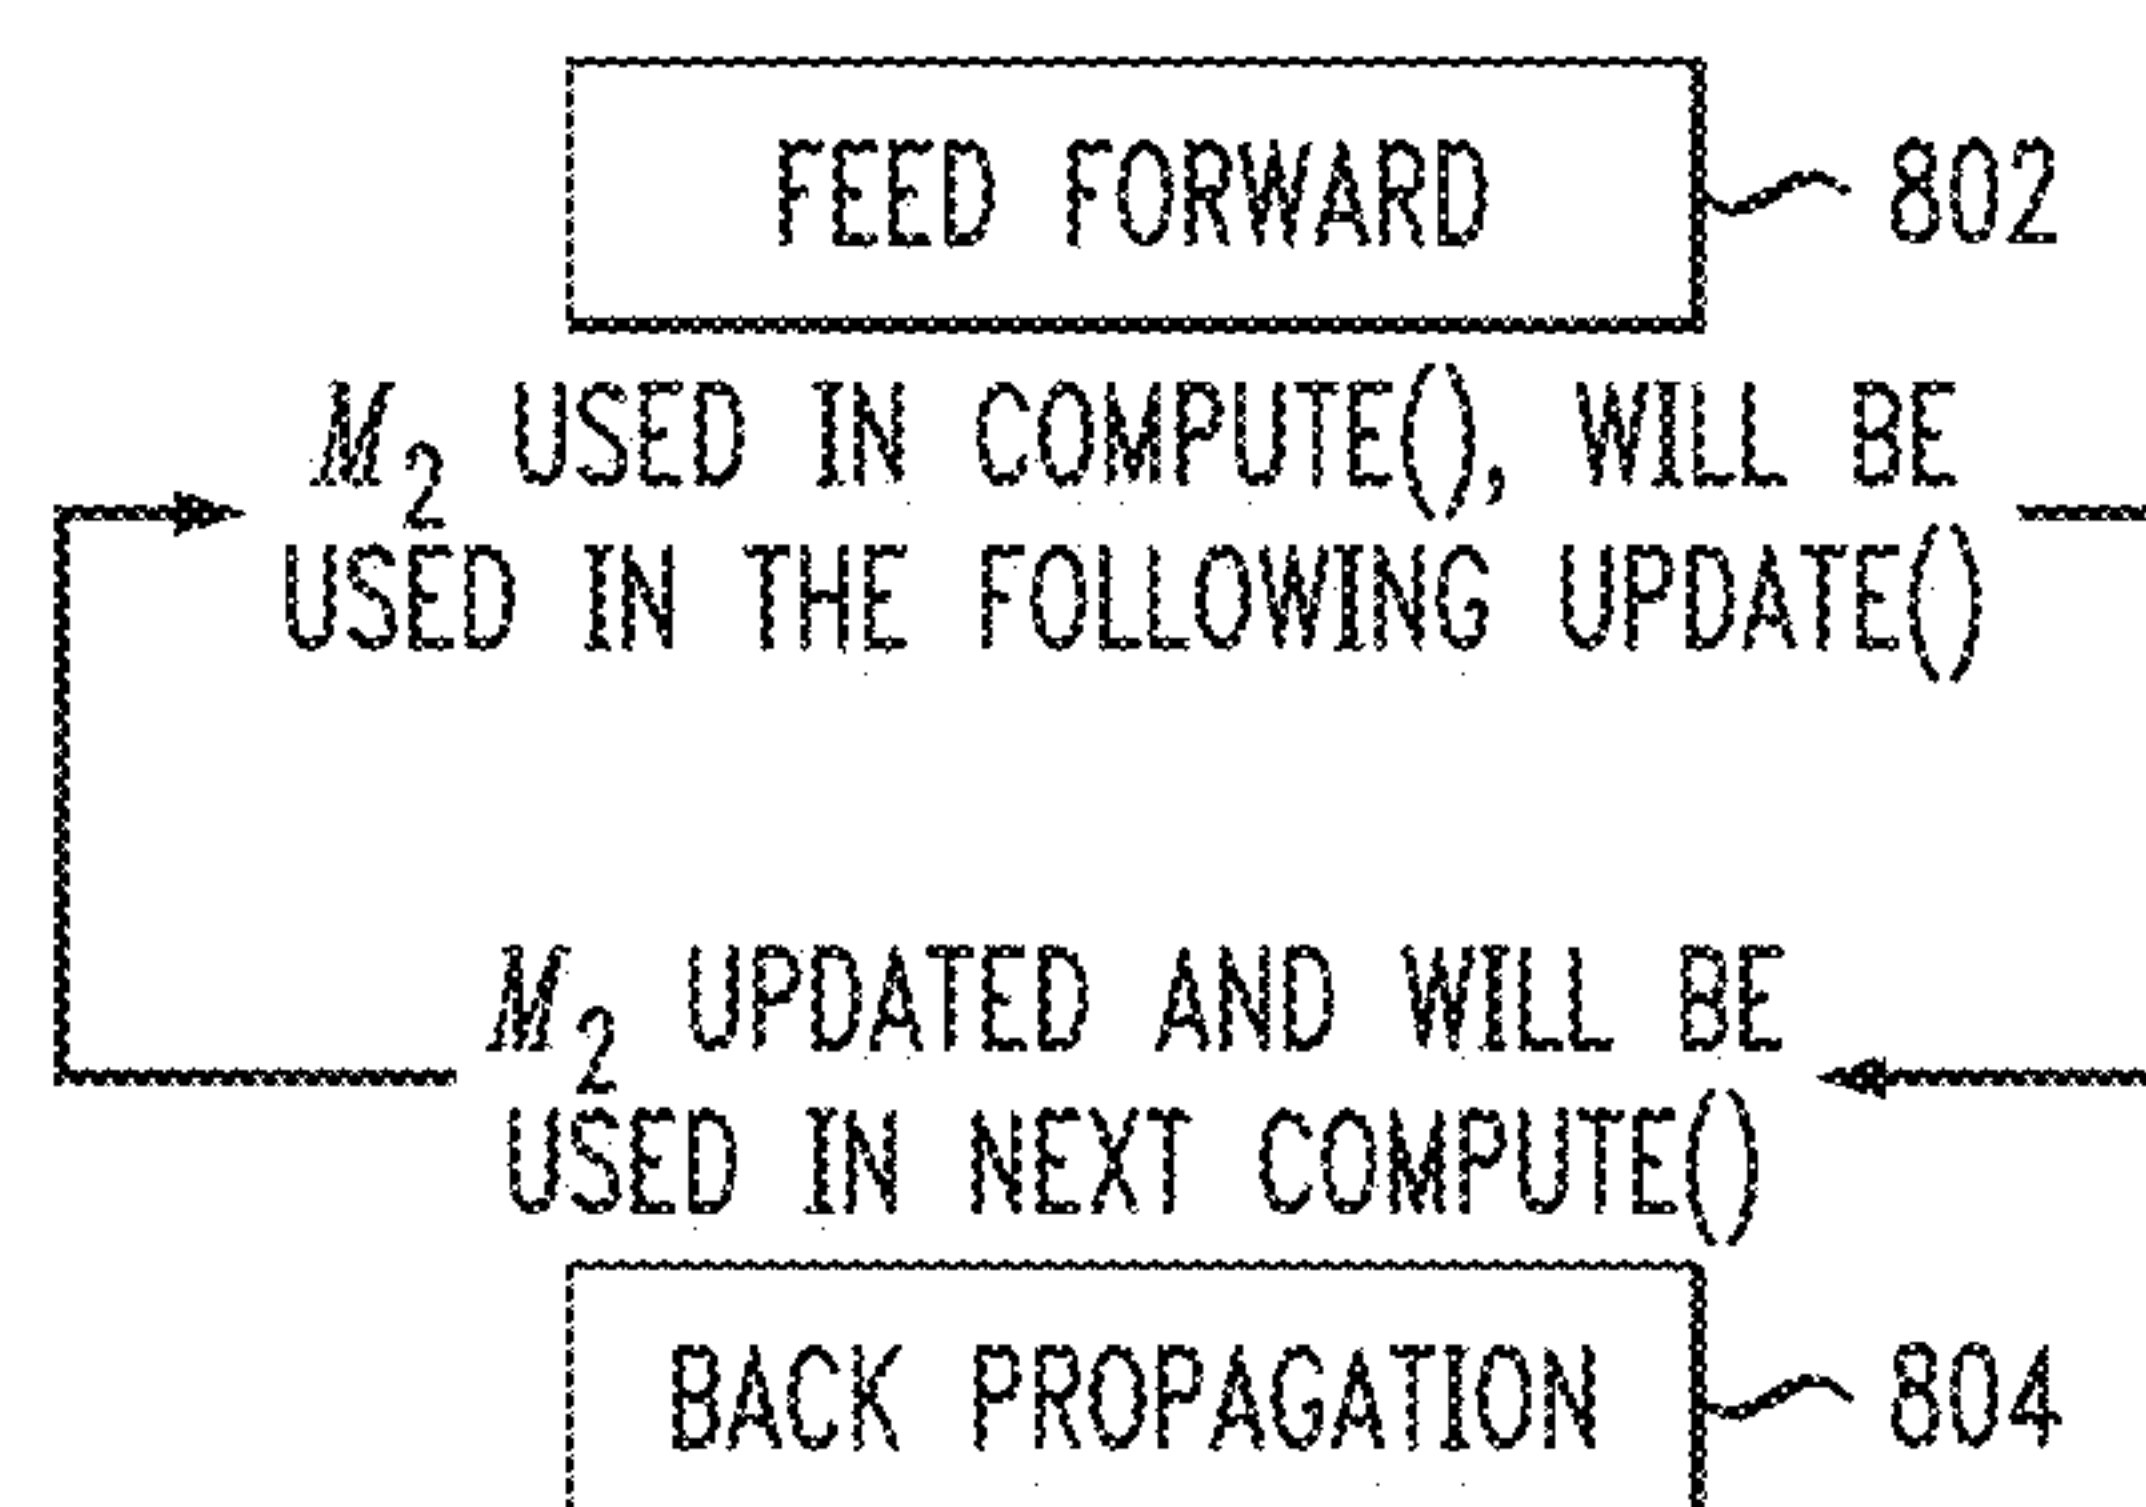 FEED FORWARD
802
M2 USED IN COMPUTE(), WILL BE
USED IN THE FOLLOWING UPDATE()
M2 UPDATED AND WILL BE
USED IN NEXT COMPUTE()
BACK PROPAGATION
804